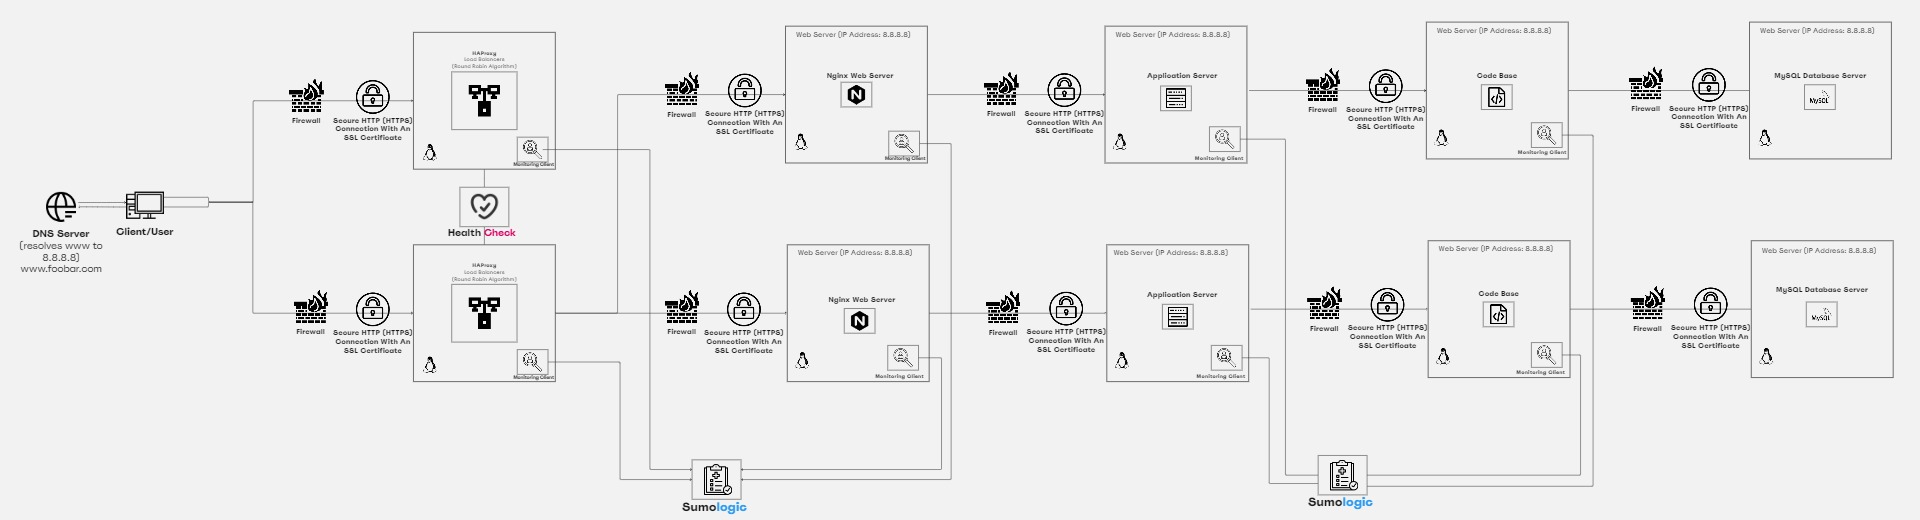 DNS Server
(resolves www to
8.8.8.8)
www.foobar.com
Client/User
Firewall
Secure HTTP (HTTPS)
Connection With An
SSL Certificate
HAProxy
Load Balancers
(Round Robin Algorithm)
Monitoring Client
Health Check
Firewall
Secure HTTP (HTTPS)
Connection With An
SSL Certificate
HAProxy
Load Balancers
(Round Robin Algorithm)
Monitoring Client
Firewall
Secure HTTP (HTTPS)
Connection With An
SSL Certificate
Web Server (IP Address: 8.8.8.8)
Nginx Web Server
N
Monitoring Client
Firewall
Secure HTTP (HTTPS)
Connection With An
SSL Certificate
Web Server (IP Address: 8.8.8.8)
Application Server
Monitoring Client
Firewall
Secure HTTP (HTTPS)
Connection With An
SSL Certificate
Web Server (IP Address: 8.8.8.8)
Code Base
Monitoring Client
Firewall
Secure HTTP (HTTPS)
Connection With An
SSL Certificate
Web Server (IP Address: 8.8.8.8)
MySQL Database Server
MySQL
Firewall
Secure HTTP (HTTPS)
Connection With An
SSL Certificate
Web Server (IP Address: 8.8.8.8)
Nginx Web Server
N
Monitoring Client
Firewall
Secure HTTP (HTTPS)
Connection With An
SSL Certificate
Web Server (IP Address: 8.8.8.8)
Application Server
Monitoring Client
Firewall
Secure HTTP (HTTPS)
Connection With An
SSL Certificate
Web Server (IP Address: 8.8.8.8)
Code Base
Monitoring Client
Firewall
Secure HTTP (HTTPS)
Connection With An
SSL Certificate
Web Server (IP Address: 8.8.8.8)
MySQL Database Server
MySQL
Sumologic
Sumologic